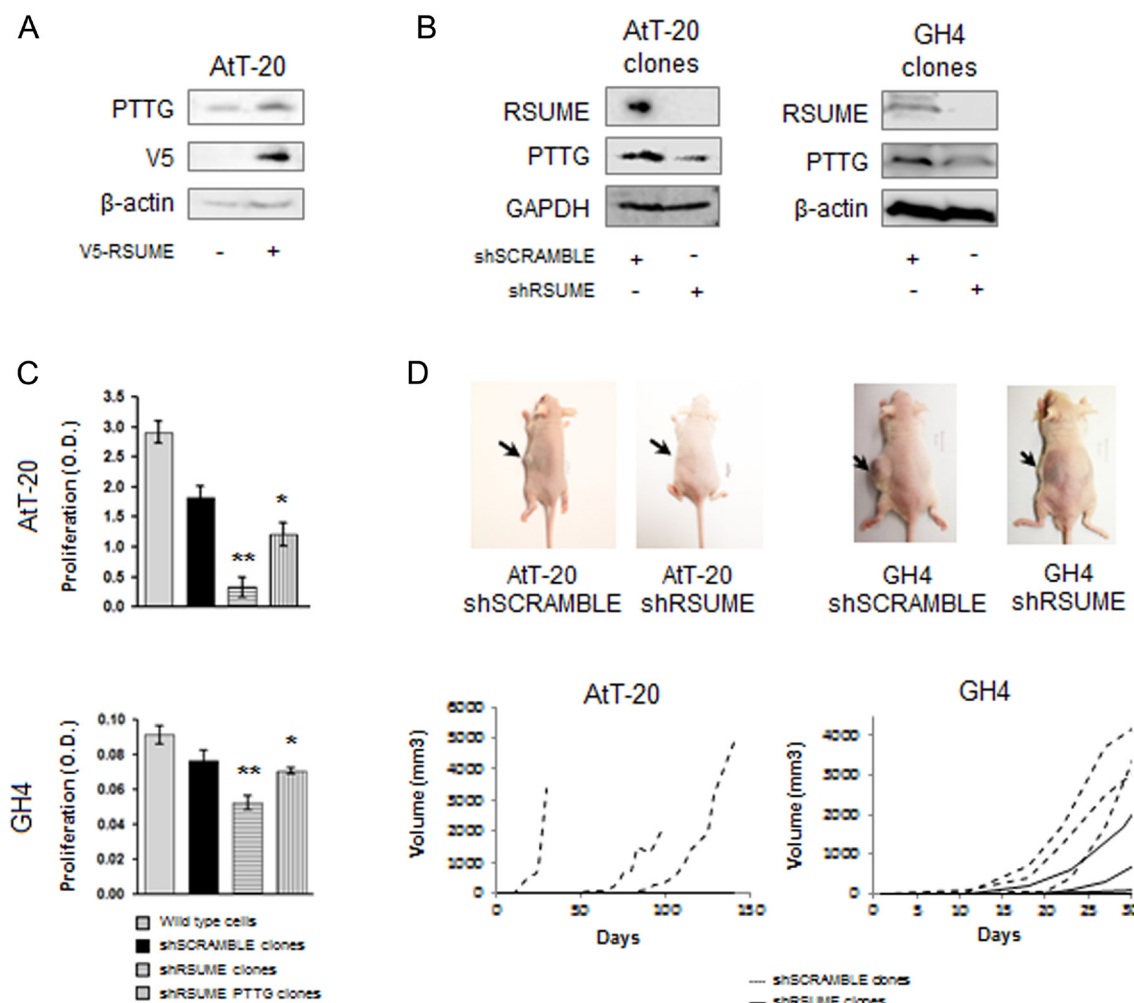 A
AtT-20
PTTG
V5
β-actin
V5-RSUME - +
B
AtT-20
clones
RSUME
PTTG
GAPDH
shSCRAMBLE + -
shRSUME - +
GH4
clones
RSUME
PTTG
β-actin
+ -
- +
C
AtT-20
Proliferation (O.D.)
3.5
3.0
2.5
2.0
1.5
1.0
0.5
0.0
**
*
GH4
Proliferation (O.D.)
0.10
0.08
0.06
0.04
0.02
0.00
**
*
Wild type cells
shSCRAMBLE clones
shRSUME clones
shRSUME PTTG clones
D
AtT-20
shSCRAMBLE
AtT-20
shRSUME
GH4
shSCRAMBLE
GH4
shRSUME
AtT-20
Volume (mm3)
6000
5000
4000
3000
2000
1000
0
0 50 100 150
Days
GH4
Volume (mm3)
4000
3000
2000
1000
0
0 5 10 15 20 25 30
Days
shSCRAMBLE clones
shRSUME clones